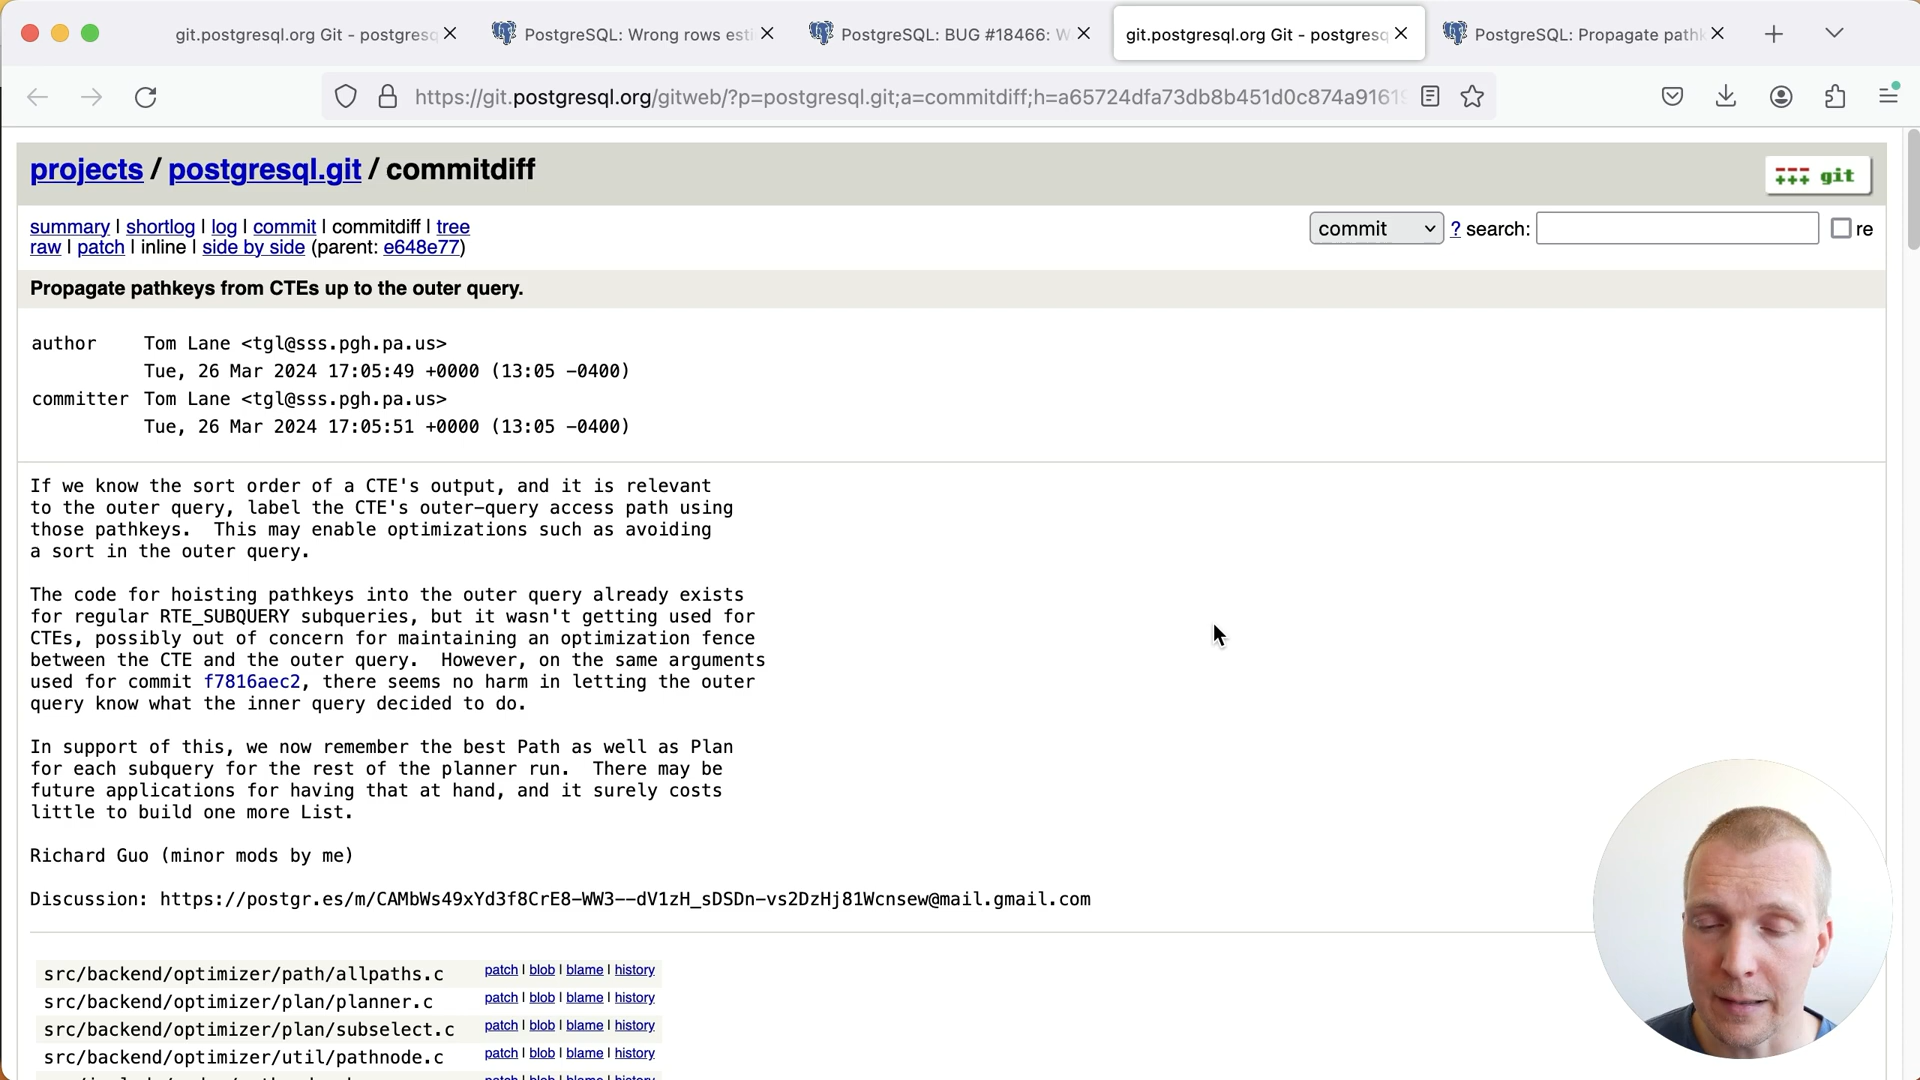 git.postgresql.org Git - postgresq
PostgreSQL: Wrong rows esti
PostgreSQL: BUG #18466: W
git.postgresql.org Git - postgresq
PostgreSQL: Propagate pathk
https://git.postgresql.org/gitweb/?p=postgresql.git;a=commitdiff;h=a65724dfa73db8b451d0c874a9161
projects / postgresql.git / commitdiff
git
summary | shortlog | log | commit | commitdiff | tree
commit ? search: re
raw | patch | inline | side by side (parent: e648e77)
Propagate pathkeys from CTEs up to the outer query.
author Tom Lane <tgl@sss.pgh.pa.us>
Tue, 26 Mar 2024 17:05:49 +0000 (13:05 -0400)
committer Tom Lane <tgl@sss.pgh.pa.us>
Tue, 26 Mar 2024 17:05:51 +0000 (13:05 -0400)
If we know the sort order of a CTE's output, and it is relevant
to the outer query, label the CTE's outer-query access path using
those pathkeys.  This may enable optimizations such as avoiding
a sort in the outer query.
The code for hoisting pathkeys into the outer query already exists
for regular RTE_SUBQUERY subqueries, but it wasn't getting used for
CTEs, possibly out of concern for maintaining an optimization fence
between the CTE and the outer query.  However, on the same arguments
used for commit f7816aec2, there seems no harm in letting the outer
query know what the inner query decided to do.
In support of this, we now remember the best Path as well as Plan
for each subquery for the rest of the planner run.  There may be
future applications for having that at hand, and it surely costs
little to build one more List.
Richard Guo (minor mods by me)
Discussion: https://postgr.es/m/CAMbWs49xYd3f8CrE8-WW3--dV1zH_sDSDn-vs2DzHj81Wcnsew@mail.gmail.com
src/backend/optimizer/path/allpaths.c patch | blob | blame | history
src/backend/optimizer/plan/planner.c patch | blob | blame | history
src/backend/optimizer/plan/subselect.c patch | blob | blame | history
src/backend/optimizer/util/pathnode.c patch | blob | blame | history